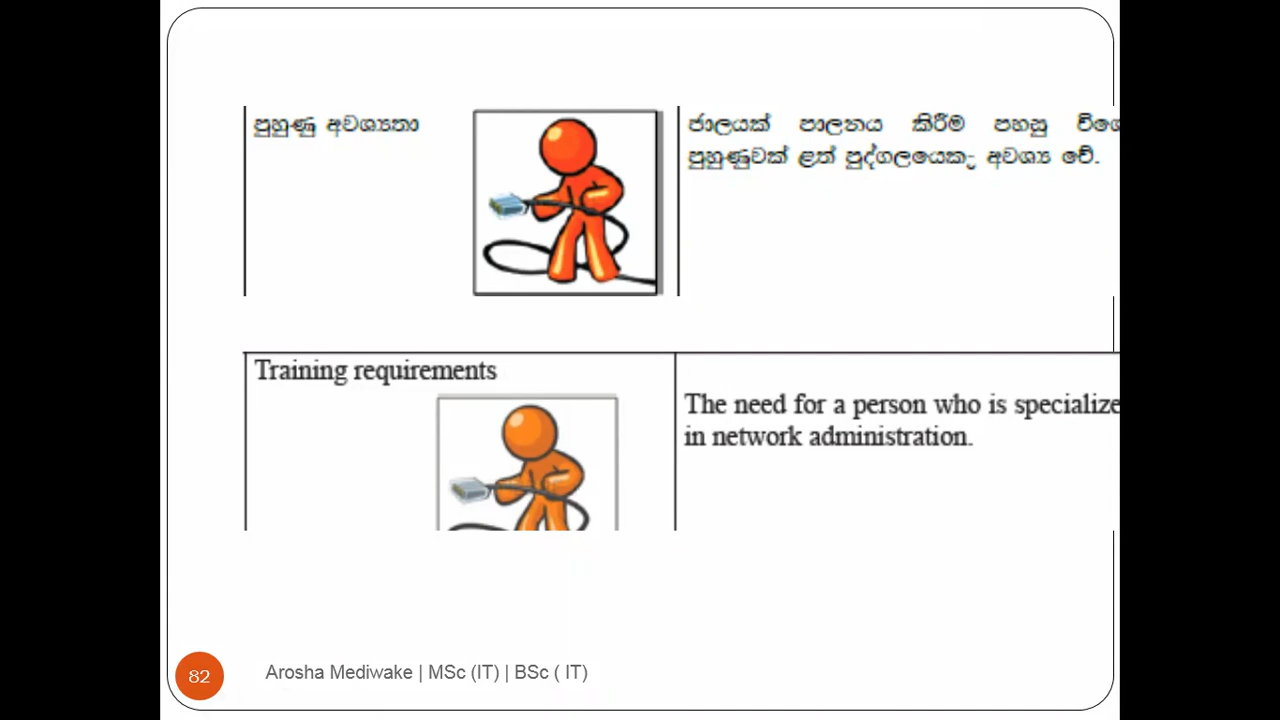 පුහුණු අවශ්‍යතා
ජාලයක් පාලනය කිරීම පහසු
පුහුණුවක් ළත් පුද්ගලයෙකු අවශ්‍ය වේ.
Training requirements
The need for a person who is specialize
in network administration.
82
Arosha Mediwake | MSc (IT) | BSc ( IT)